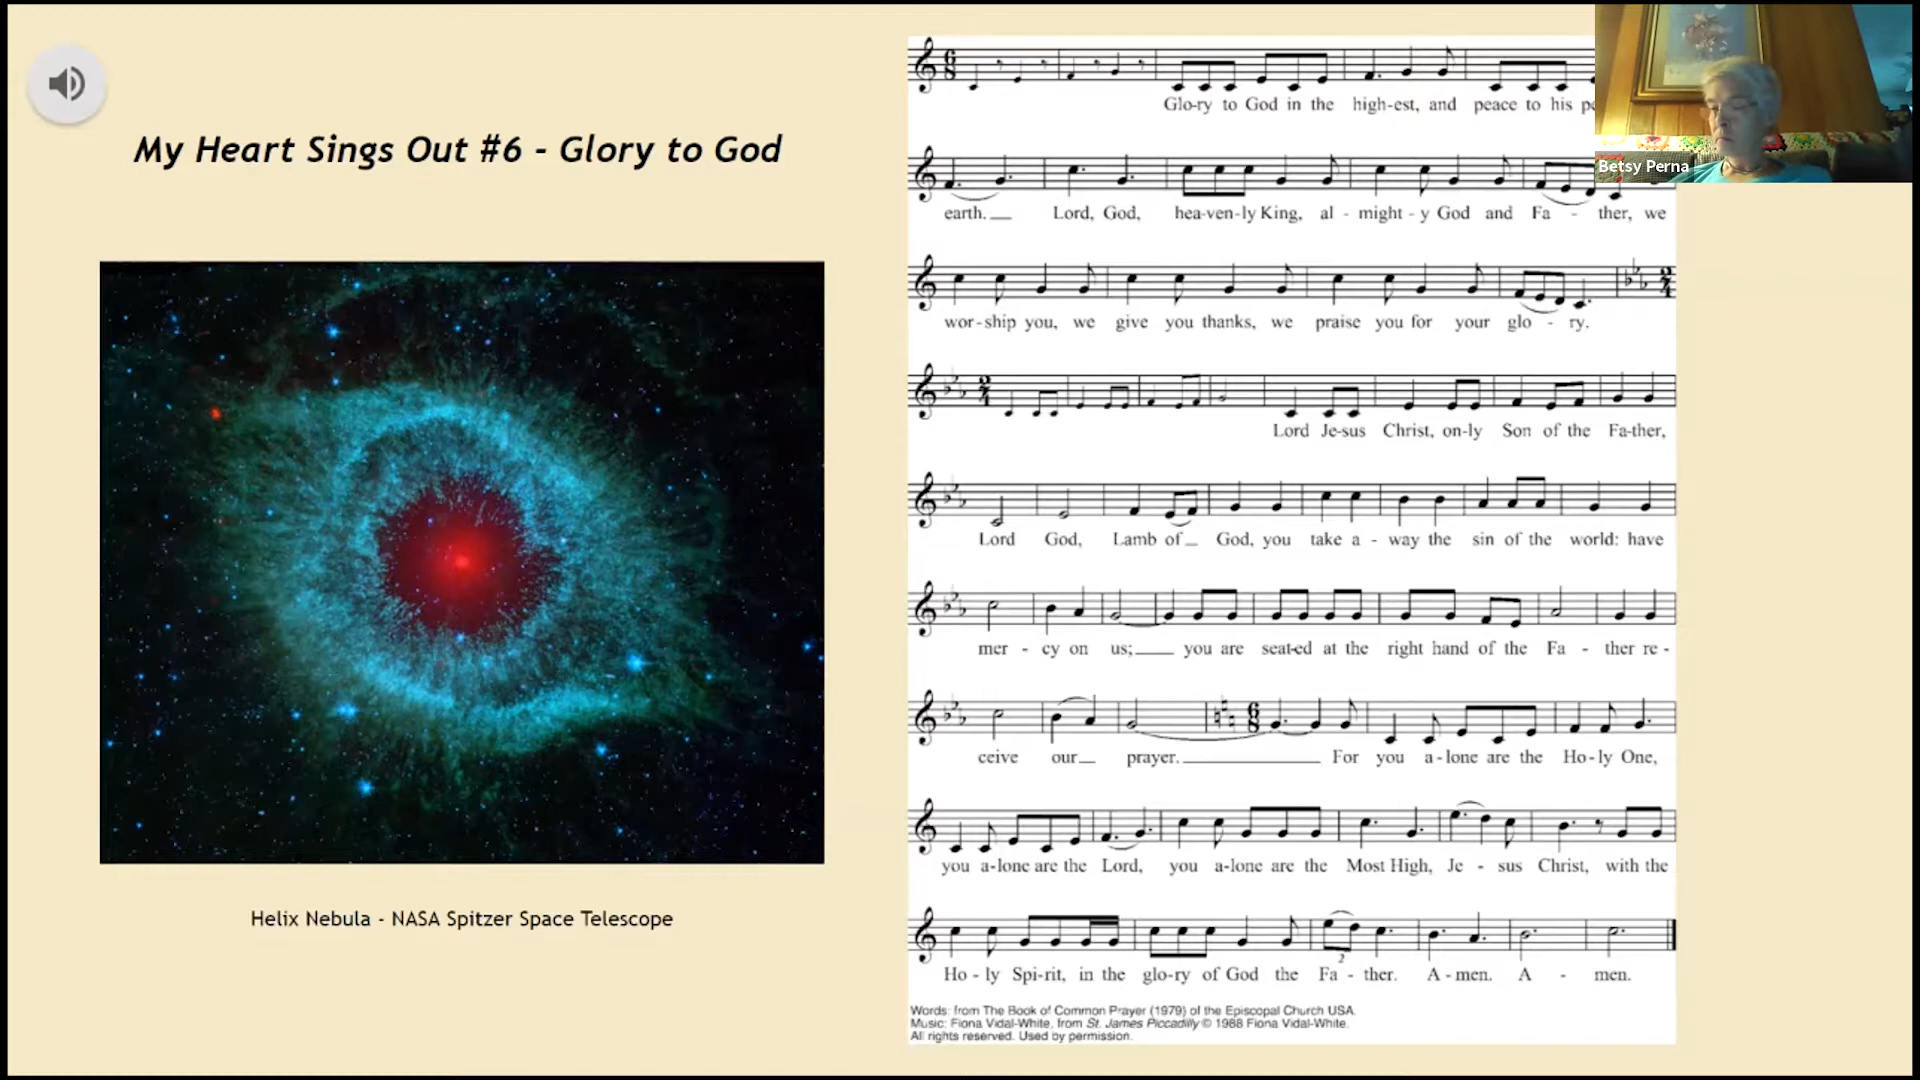 My Heart Sings Out #6 - Glory to God
Helix Nebula - NASA Spitzer Space Telescope
Glo-ry to God in the high-est, and peace to his
earth. Lord, God, hea-ven-ly King, al - might - y God and Fa - ther, we
wor-ship you, we give you thanks, we praise you for your glo - ry.
Lord Je-sus Christ, on-ly Son of the Fa-ther,
Lord God, Lamb of God, you take a - way the sin of the world: have
mer - cy on us; you are seat-ed at the right hand of the Fa - ther re -
ceive our prayer. For you a-lone are the Ho-ly One,
you a-lone are the Lord, you a-lone are the Most High, Je - sus Christ, with the
Ho - ly Spi-rit, in the glo-ry of God the Fa - ther. A-men. A - men.
2
Words: from The Book of Common Prayer (1979) of the Episcopal Church USA.
Music: Fiona Vidal-White, from St. James Piccadilly © 1988 Fiona Vidal-White.
All rights reserved. Used by permission.
Betsy Perna